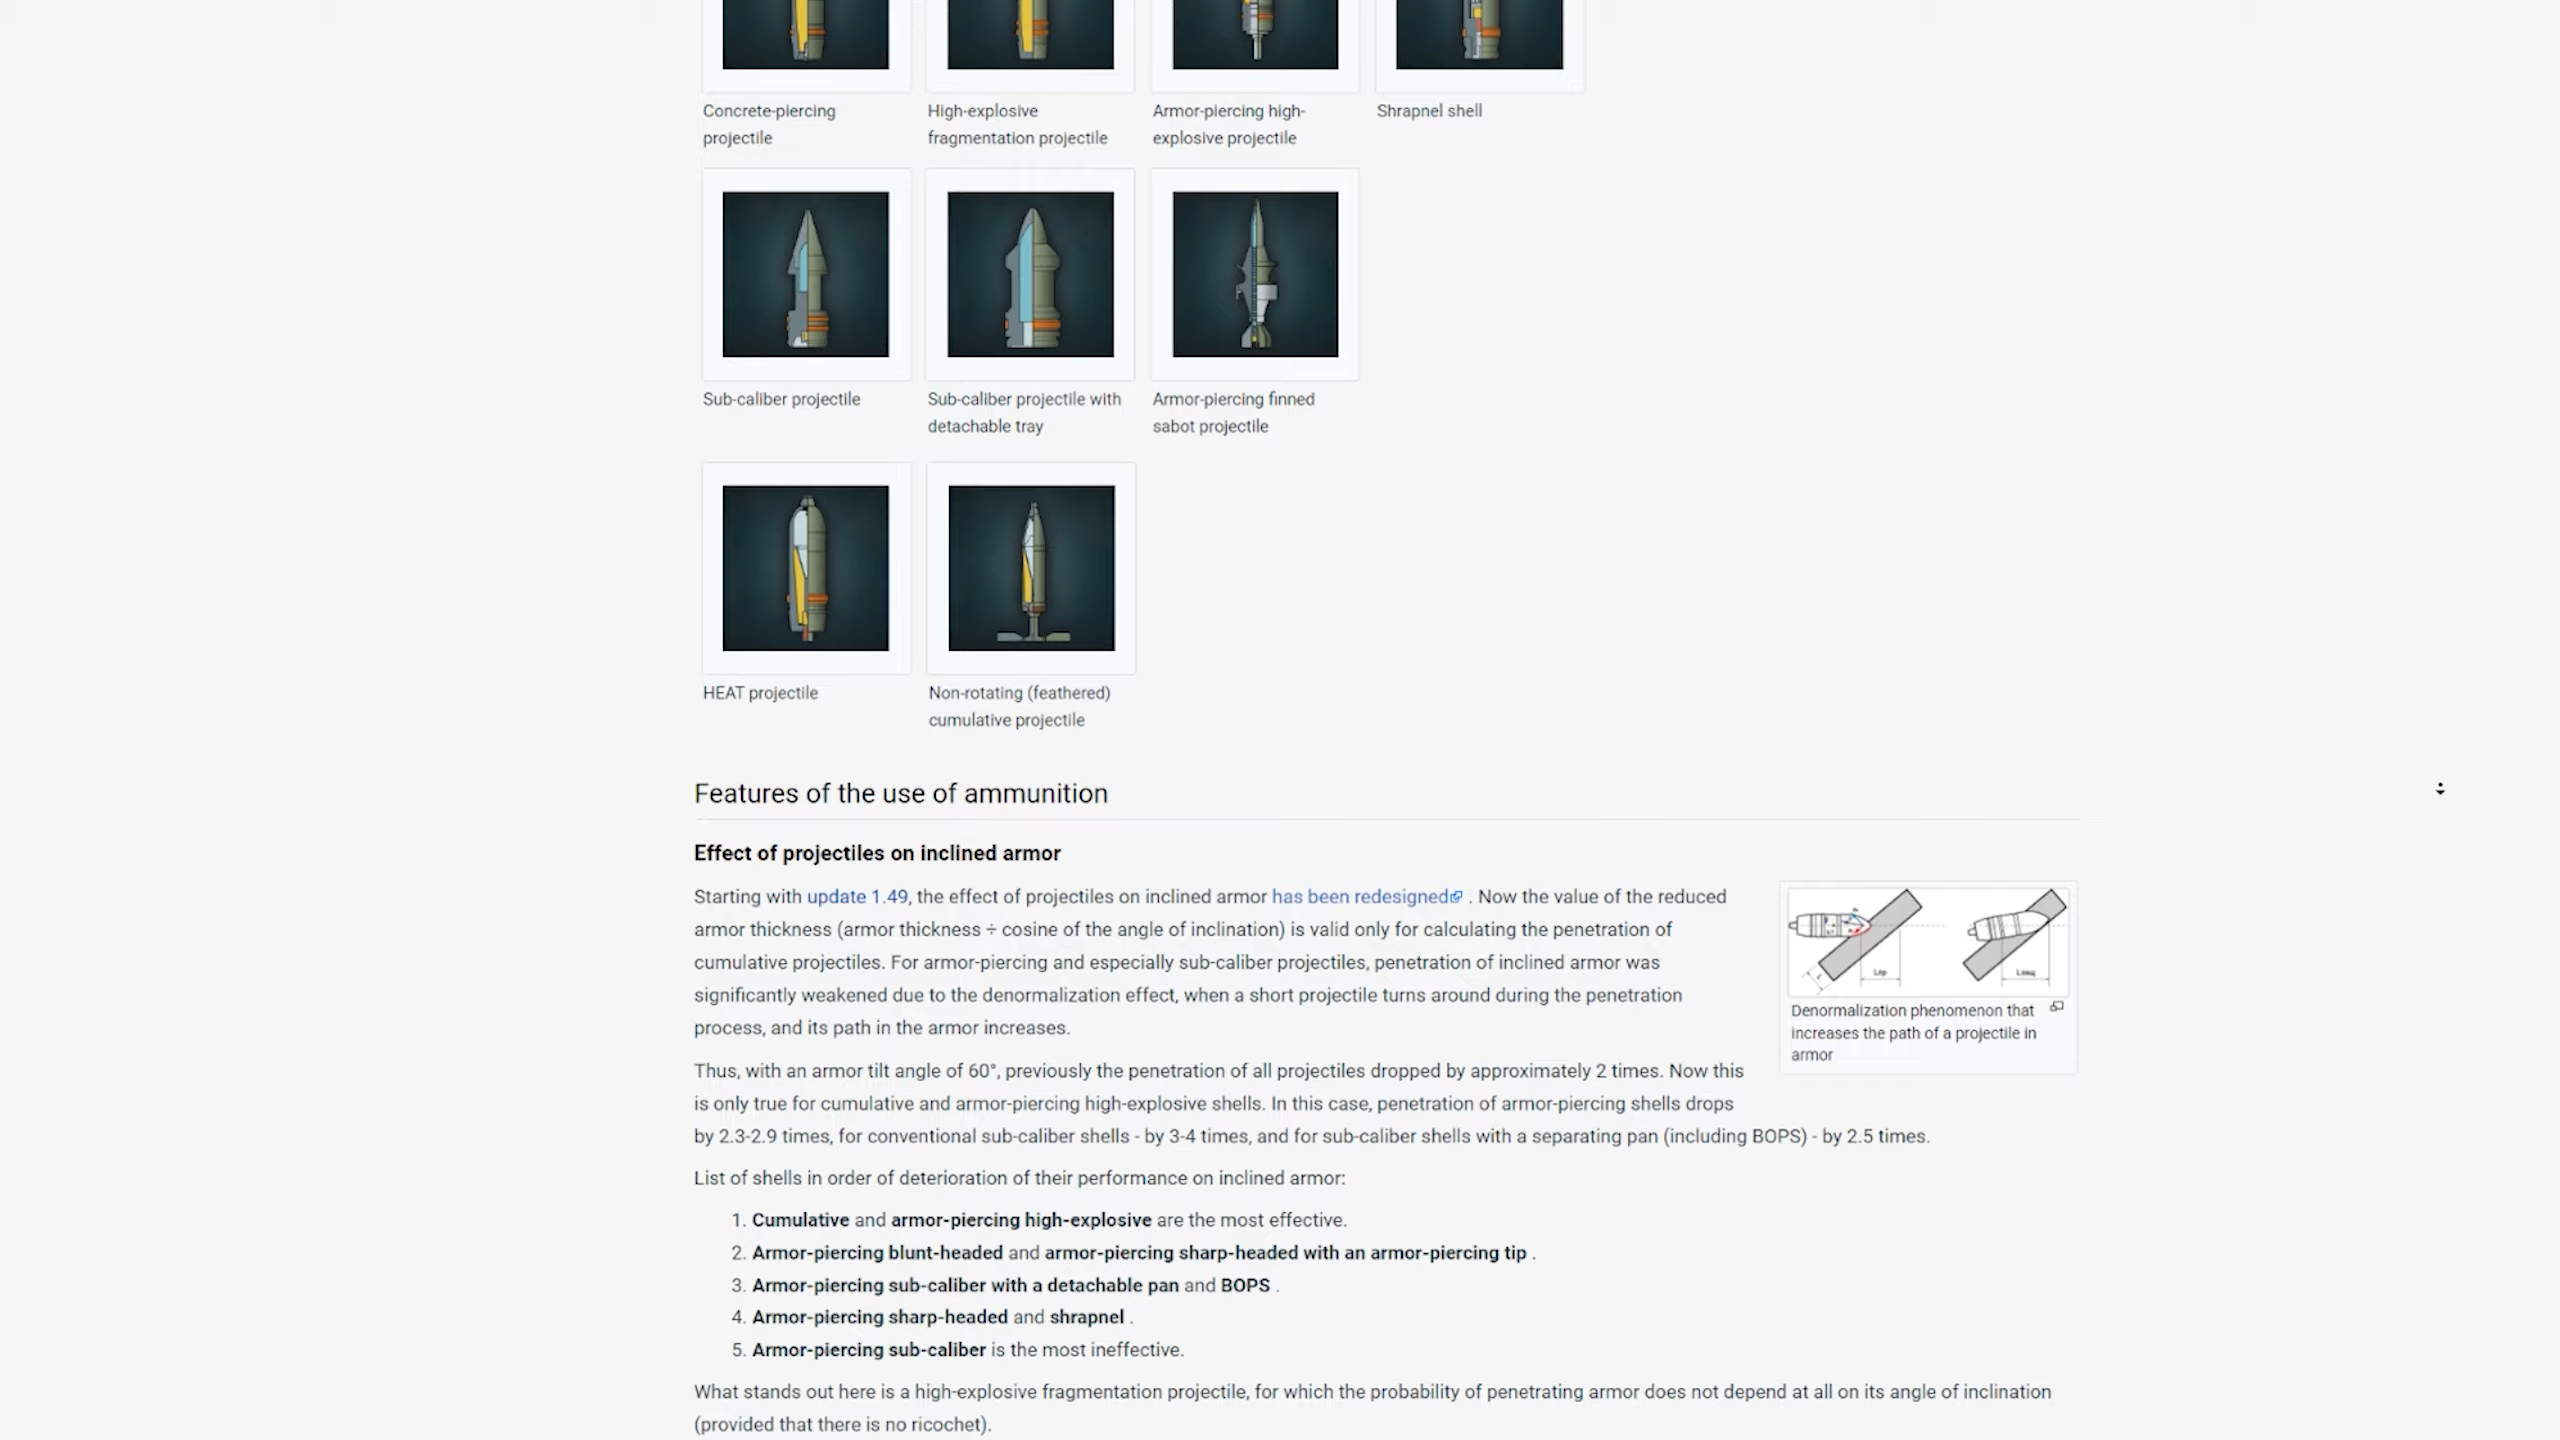 Concrete-piercing
projectile
High-explosive
fragmentation projectile
Armor-piercing high-
explosive projectile
Shrapnel shell
Sub-caliber projectile
Sub-caliber projectile with
detachable tray
Armor-piercing finned
sabot projectile
HEAT projectile
Non-rotating (feathered)
cumulative projectile
Features of the use of ammunition
Effect of projectiles on inclined armor
Starting with update 1.49, the effect of projectiles on inclined armor has been redesigned . Now the value of the reduced
armor thickness (armor thickness ÷ cosine of the angle of inclination) is valid only for calculating the penetration of
cumulative projectiles. For armor-piercing and especially sub-caliber projectiles, penetration of inclined armor was
significantly weakened due to the denormalization effect, when a short projectile turns around during the penetration
process, and its path in the armor increases.
Denormalization phenomenon that
increases the path of a projectile in
armor
Thus, with an armor tilt angle of 60°, previously the penetration of all projectiles dropped by approximately 2 times. Now this
is only true for cumulative and armor-piercing high-explosive shells. In this case, penetration of armor-piercing shells drops
by 2.3-2.9 times, for conventional sub-caliber shells - by 3-4 times, and for sub-caliber shells with a separating pan (including BOPS) - by 2.5 times.
List of shells in order of deterioration of their performance on inclined armor:
1. Cumulative and armor-piercing high-explosive are the most effective.
2. Armor-piercing blunt-headed and armor-piercing sharp-headed with an armor-piercing tip .
3. Armor-piercing sub-caliber with a detachable pan and BOPS .
4. Armor-piercing sharp-headed and shrapnel .
5. Armor-piercing sub-caliber is the most ineffective.
What stands out here is a high-explosive fragmentation projectile, for which the probability of penetrating armor does not depend at all on its angle of inclination
(provided that there is no ricochet).